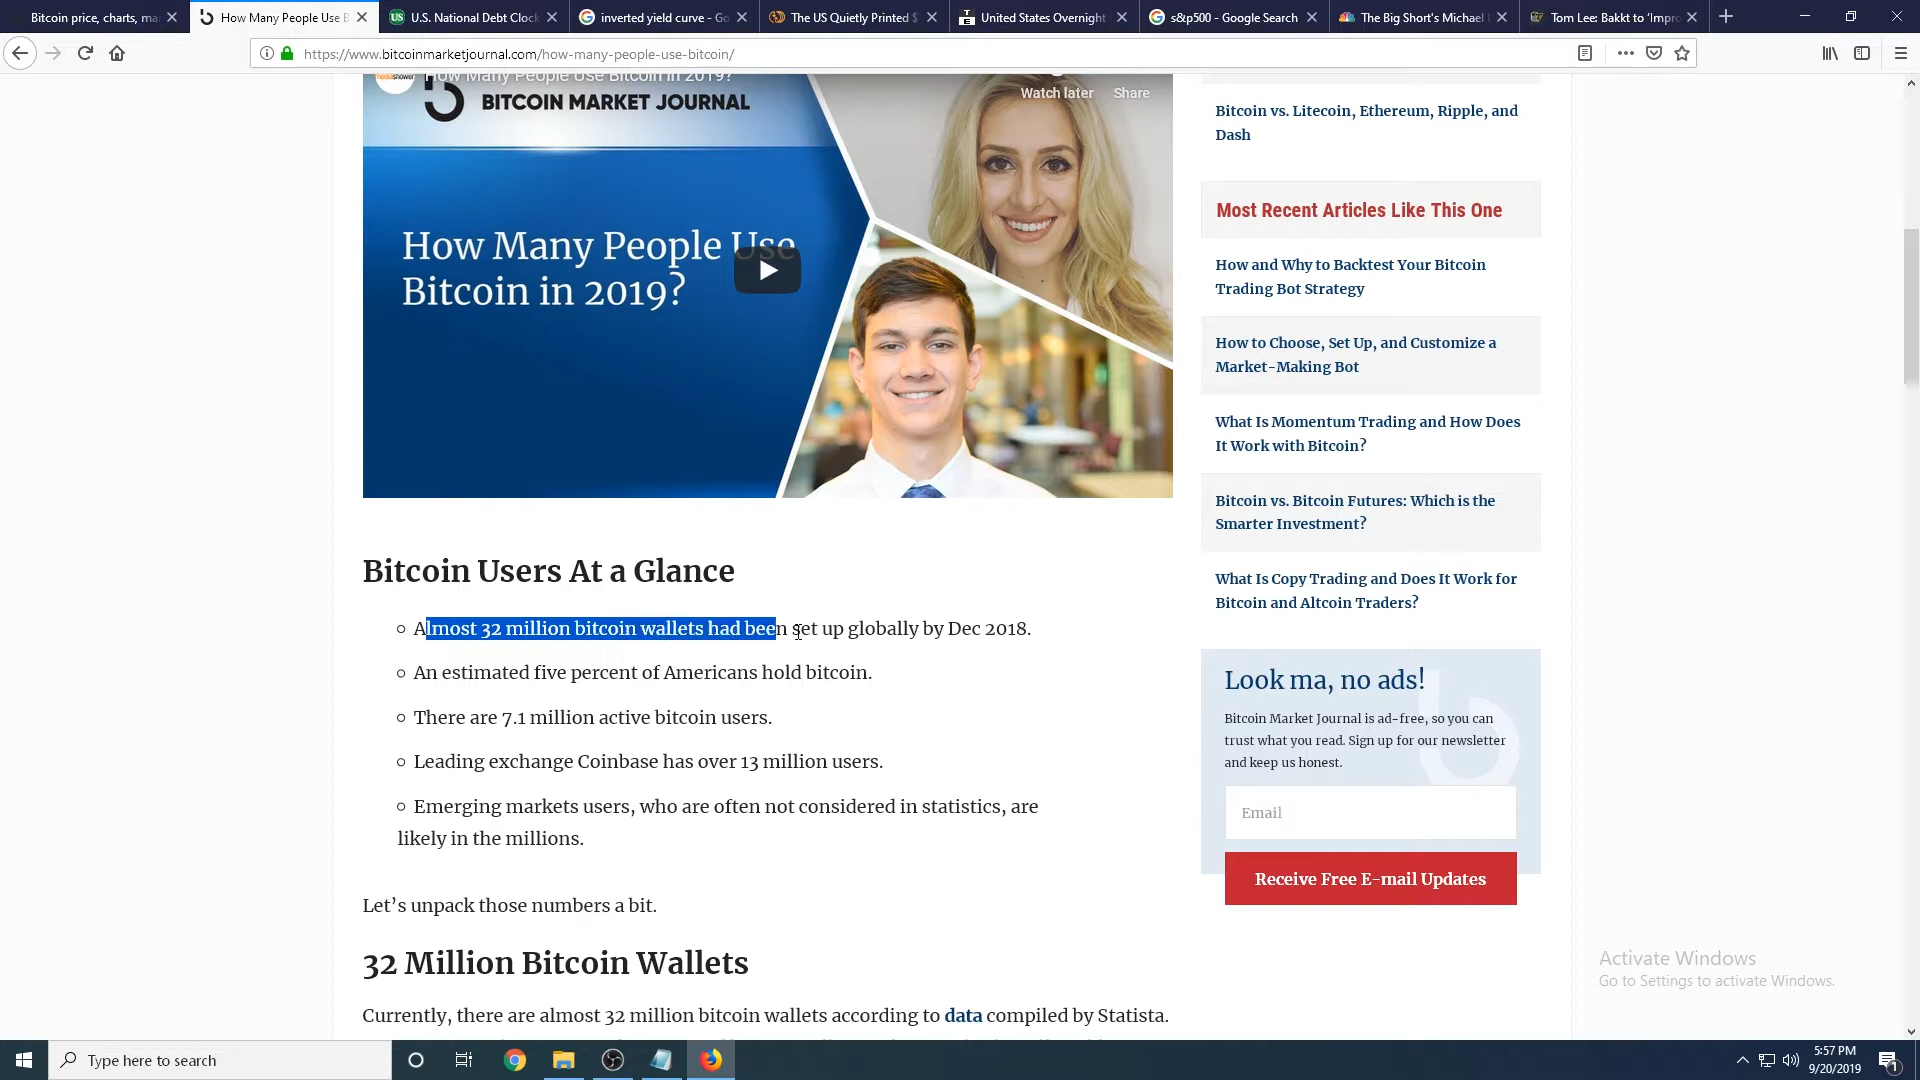 Bitcoin price, charts, ma
How Many People Use B
U.S. National Debt Clock
inverted yield curve - Go
The US Quietly Printed $
United States Overnight
s&p500 - Google Search
The Big Short's Michael
Tom Lee: Bakkt to 'Impro
https://www.bitcoinmarketjournal.com/how-many-people-use-bitcoin/
mediashower
How Many People Use Bitcoin in 2019?
BITCOIN MARKET JOURNAL
Watch later
Share
How Many People Use
Bitcoin in 2019?
Bitcoin Users At a Glance
Almost 32 million bitcoin wallets had been set up globally by Dec 2018.
An estimated five percent of Americans hold bitcoin.
There are 7.1 million active bitcoin users.
Leading exchange Coinbase has over 13 million users.
Emerging markets users, who are often not considered in statistics, are
likely in the millions.
Let's unpack those numbers a bit.
32 Million Bitcoin Wallets
Currently, there are almost 32 million bitcoin wallets according to data compiled by Statista.
Bitcoin vs. Litecoin, Ethereum, Ripple, and
Dash
Most Recent Articles Like This One
How and Why to Backtest Your Bitcoin
Trading Bot Strategy
How to Choose, Set Up, and Customize a
Market-Making Bot
What Is Momentum Trading and How Does
It Work with Bitcoin?
Bitcoin vs. Bitcoin Futures: Which is the
Smarter Investment?
What Is Copy Trading and Does It Work for
Bitcoin and Altcoin Traders?
Look ma, no ads!
Bitcoin Market Journal is ad-free, so you can
trust what you read. Sign up for our newsletter
and keep us honest.
Email
Receive Free E-mail Updates
Activate Windows
Go to Settings to activate Windows.
Type here to search
5:57 PM
9/20/2019
1